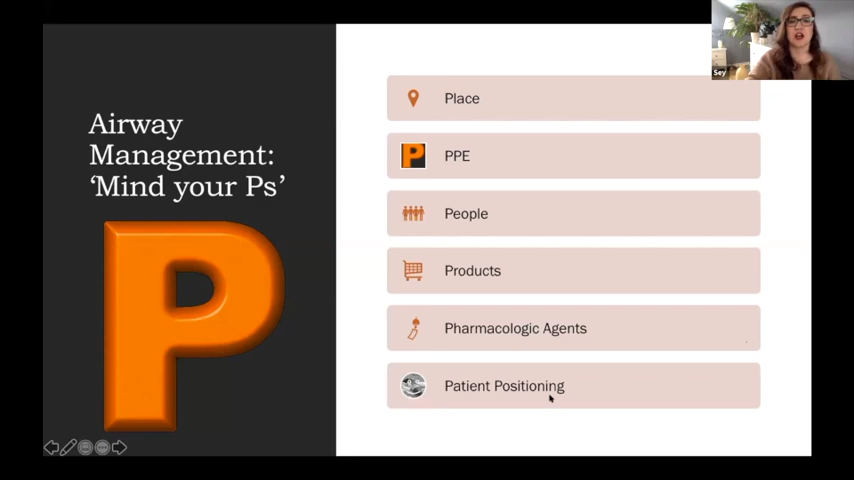 Airway
Management:
‘Mind your Ps’
P
Place
P
PPE
People
Products
Pharmacologic Agents
Patient Positioning
Sey